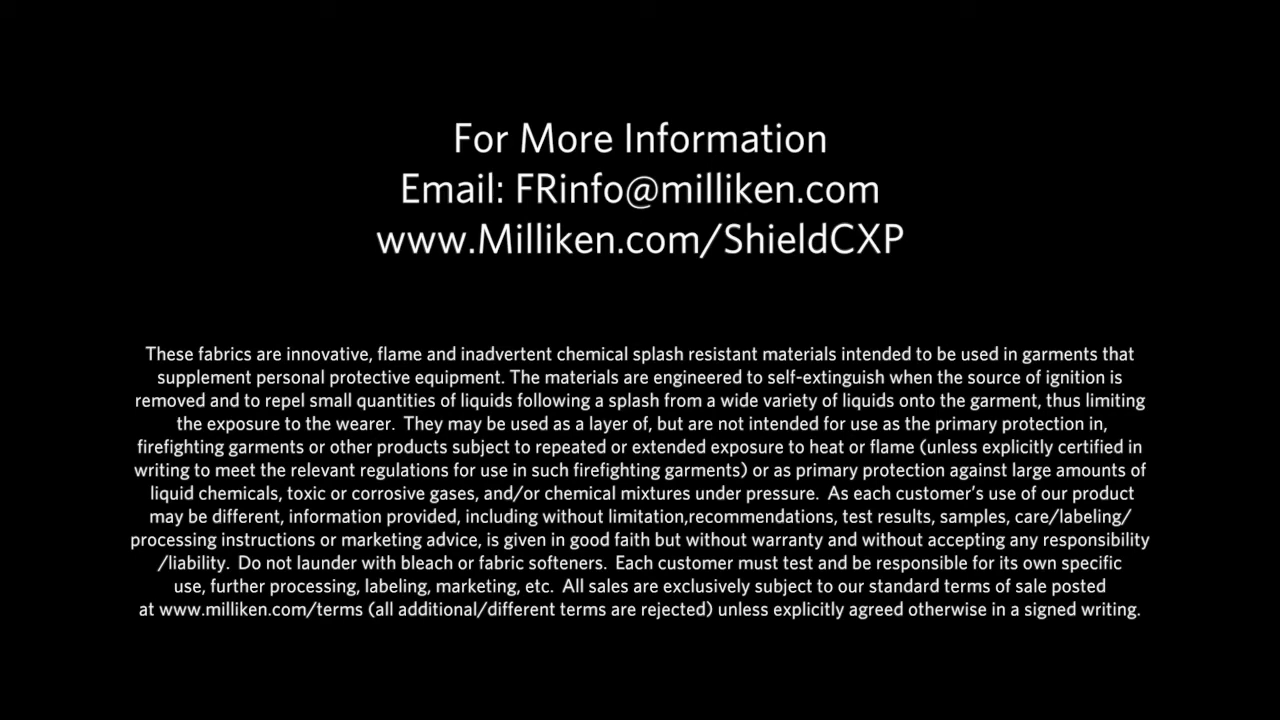 For More Information
Email: FRinfo@milliken.com
www.Milliken.com/ShieldCXP
These fabrics are innovative, flame and inadvertent chemical splash resistant materials intended to be used in garments that
supplement personal protective equipment. The materials are engineered to self-extinguish when the source of ignition is
removed and to repel small quantities of liquids following a splash from a wide variety of liquids onto the garment, thus limiting
the exposure to the wearer.  They may be used as a layer of, but are not intended for use as the primary protection in,
firefighting garments or other products subject to repeated or extended exposure to heat or flame (unless explicitly certified in
writing to meet the relevant regulations for use in such firefighting garments) or as primary protection against large amounts of
liquid chemicals, toxic or corrosive gases, and/or chemical mixtures under pressure.  As each customer's use of our product
may be different, information provided, including without limitation,recommendations, test results, samples, care/labeling/
processing instructions or marketing advice, is given in good faith but without warranty and without accepting any responsibility
/liability.  Do not launder with bleach or fabric softeners.  Each customer must test and be responsible for its own specific
use, further processing, labeling, marketing, etc.  All sales are exclusively subject to our standard terms of sale posted
at www.milliken.com/terms (all additional/different terms are rejected) unless explicitly agreed otherwise in a signed writing.